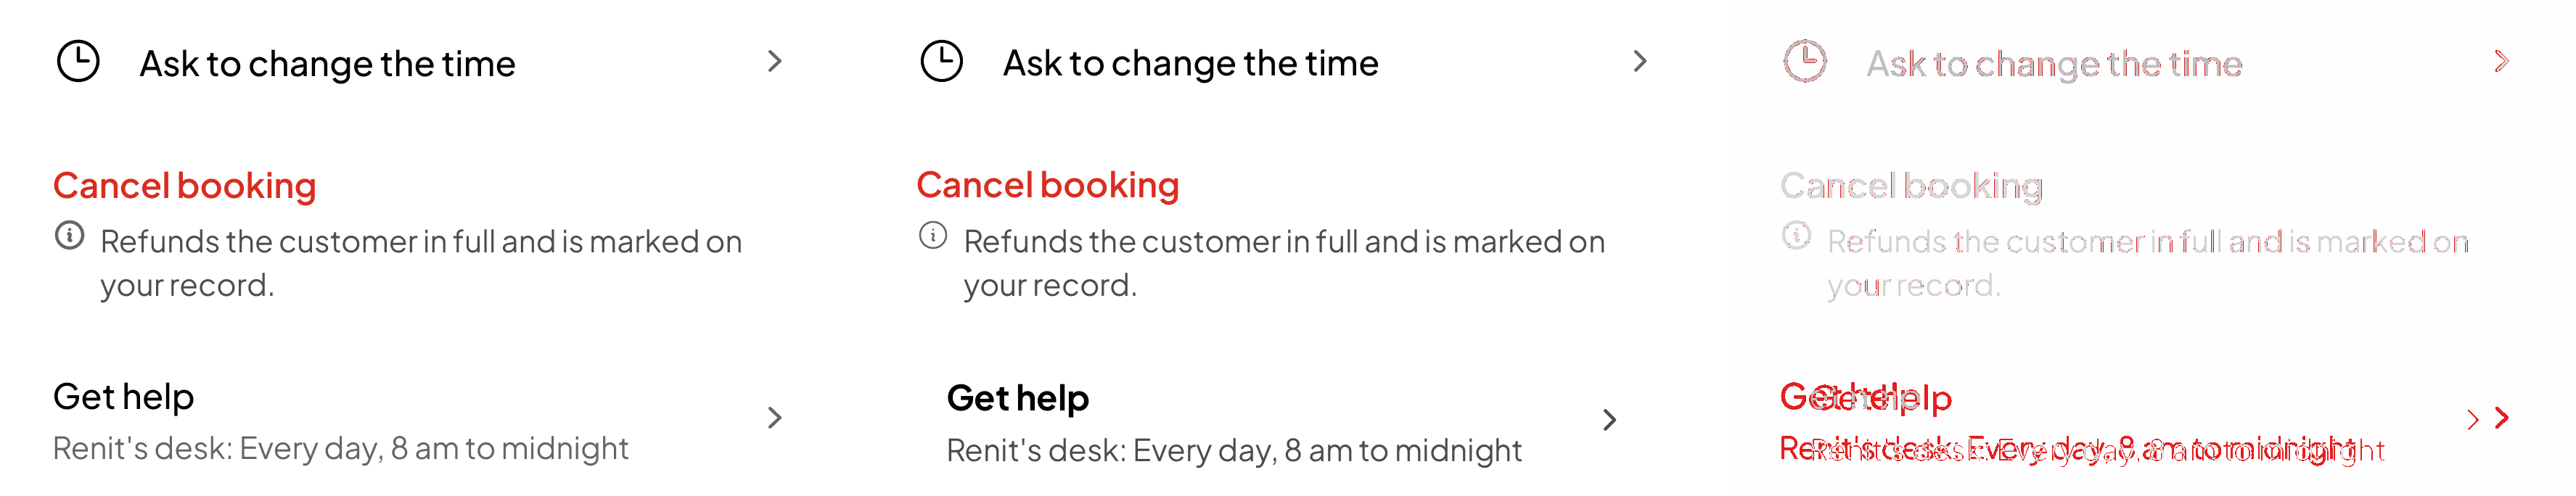 Ask to change the time
Cancel booking
Refunds the customer in full and is marked on
your record.
Get help
Renit's desk: Every day, 8 am to midnight
Ask to change the time
Cancel booking
Refunds the customer in full and is marked on
your record.
Get help
Renit's desk: Every day, 8 am to midnight
Ask to change the time
Cancel booking
Refunds the customer in full and is marked on
your record.